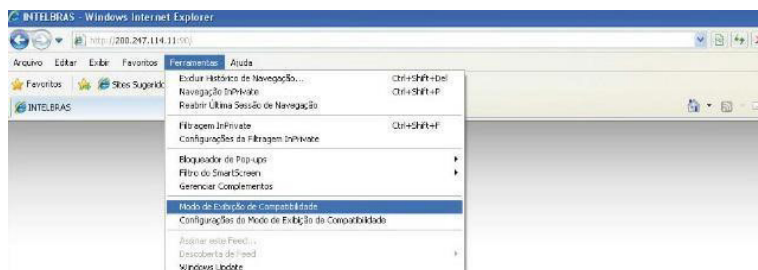 INTELBRAS - Windows Internet Explorer
http://200.247.114.11:90/
Arquivo Editar Exibir Favoritos Ferramentas Ajuda
Favoritos Sites Sugerido
INTELBRAS
Excluir Histórico de Navegação... Ctrl+Shift+Del
Navegação InPrivate Ctrl+Shift+P
Reabrir Última Sessão de Navegação
Filtragem InPrivate Ctrl+Shift+F
Configurações da Filtragem InPrivate
Bloqueador de Pop-ups
Filtro do SmartScreen
Gerenciar Complementos
Modo de Exibição de Compatibilidade
Configurações do Modo de Exibição de Compatibilidade
Assinar este Feed...
Descoberta de Feed
Windows Update